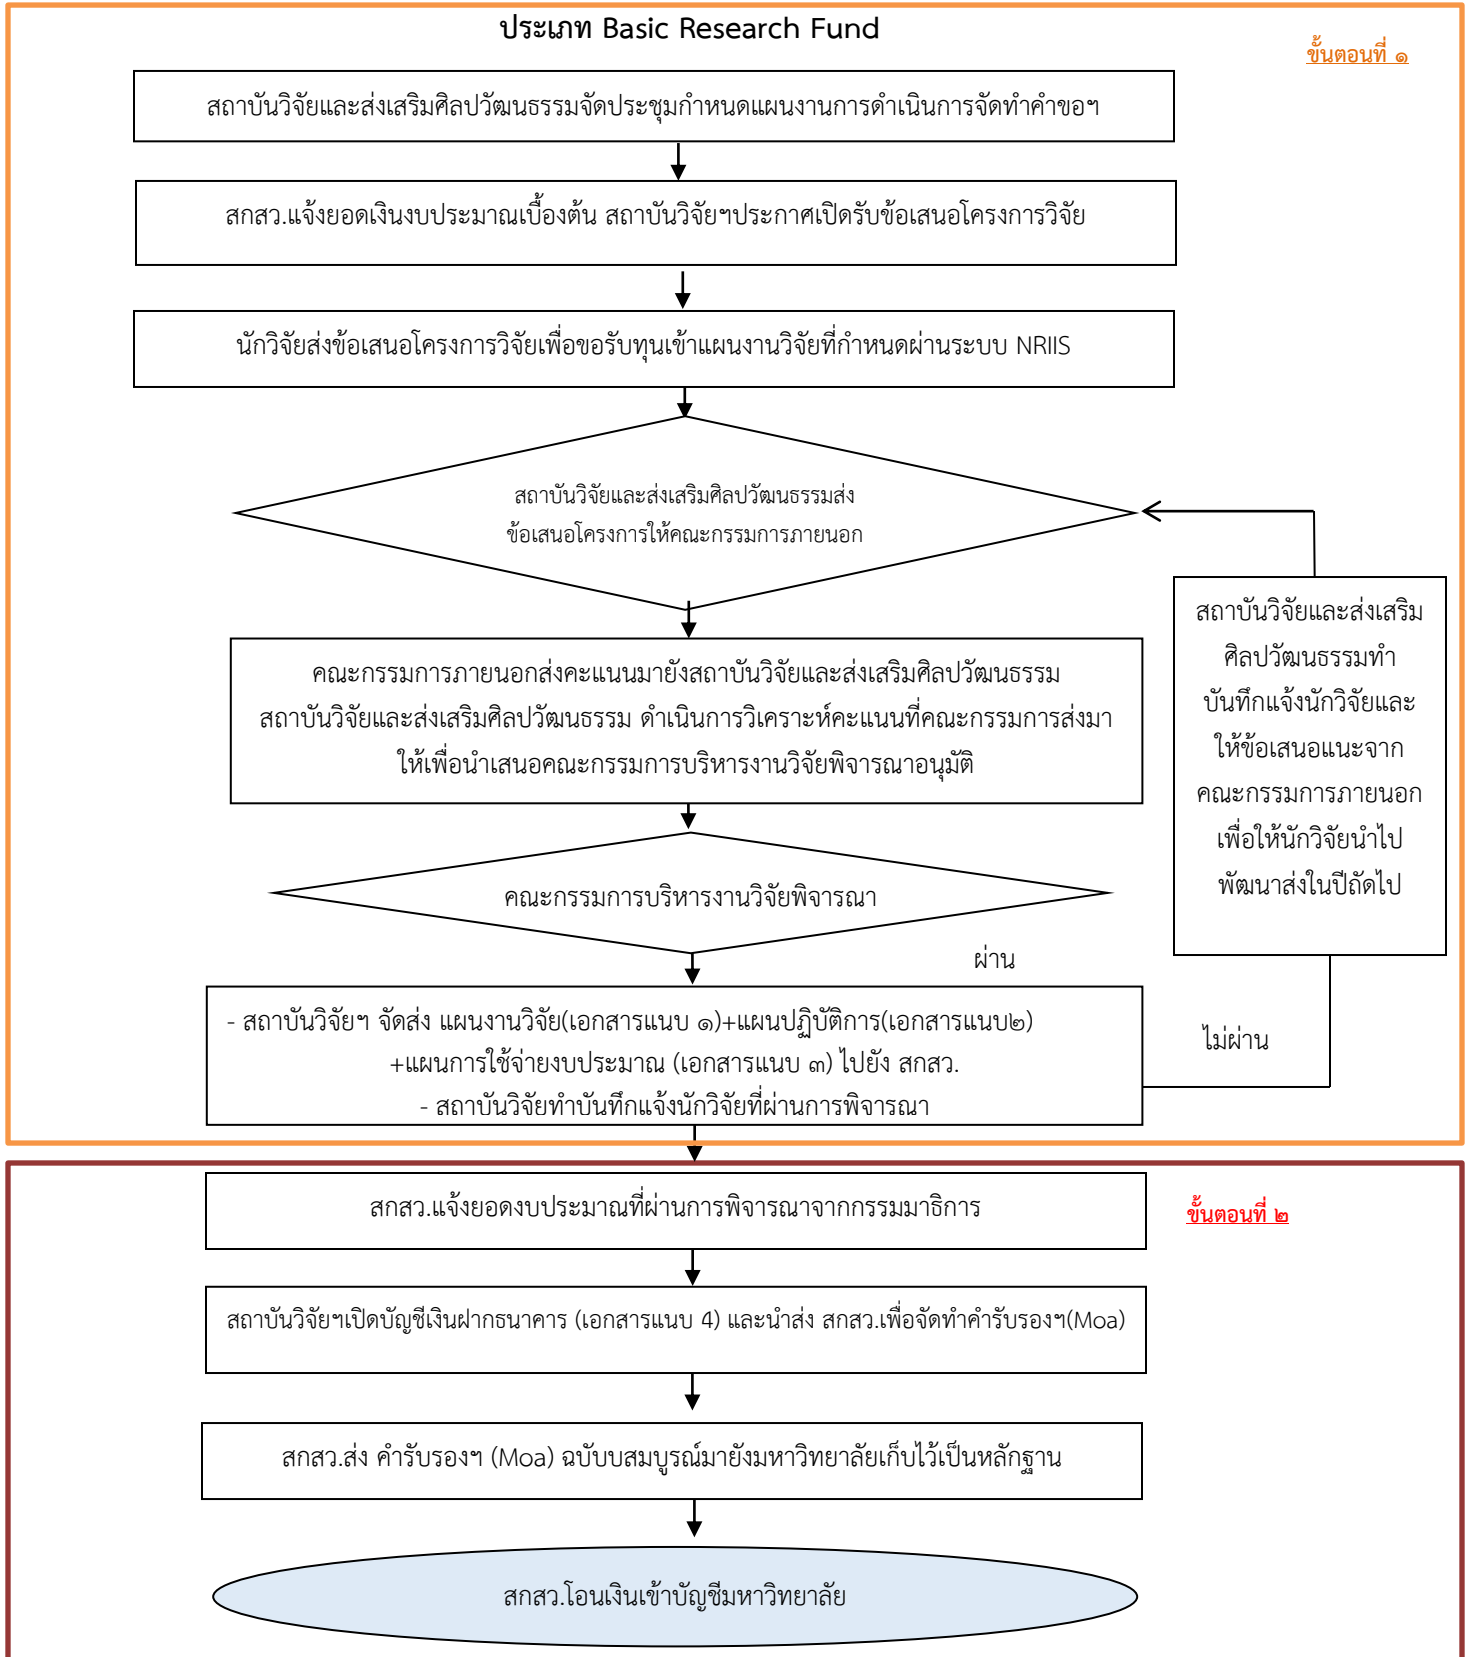 ประเภท Basic Research Fund
ขั้นตอนที่ ๑
สถาบันวิจัยและส่งเสริมศิลปวัฒนธรรมจัดประชุมกำหนดแผนงานการดำเนินการจัดทำคำขอฯ
สกสว.แจ้งยอดเงินงบประมาณเบื้องต้น สถาบันวิจัยฯประกาศเปิดรับข้อเสนอโครงการวิจัย
นักวิจัยส่งข้อเสนอโครงการวิจัยเพื่อขอรับทุนเข้าแผนงานวิจัยที่กำหนดผ่านระบบ NRIIS
สถาบันวิจัยและส่งเสริมศิลปวัฒนธรรมส่ง
ข้อเสนอโครงการให้คณะกรรมการภายนอก
คณะกรรมการภายนอกส่งคะแนนมายังสถาบันวิจัยและส่งเสริมศิลปวัฒนธรรม
สถาบันวิจัยและส่งเสริมศิลปวัฒนธรรม ดำเนินการวิเคราะห์คะแนนที่คณะกรรมการส่งมา
ให้เพื่อนำเสนอคณะกรรมการบริหารงานวิจัยพิจารณาอนุมัติ
คณะกรรมการบริหารงานวิจัยพิจารณา
ผ่าน
- สถาบันวิจัยฯ จัดส่ง แผนงานวิจัย(เอกสารแนบ ๑)+แผนปฏิบัติการ(เอกสารแนบ๒)
+แผนการใช้จ่ายงบประมาณ (เอกสารแนบ ๓) ไปยัง สกสว.
- สถาบันวิจัยทำบันทึกแจ้งนักวิจัยที่ผ่านการพิจารณา
ไม่ผ่าน
สถาบันวิจัยและส่งเสริม
ศิลปวัฒนธรรมทำ
บันทึกแจ้งนักวิจัยและ
ให้ข้อเสนอแนะจาก
คณะกรรมการภายนอก
เพื่อให้นักวิจัยนำไป
พัฒนาส่งในปีถัดไป
สกสว.แจ้งยอดงบประมาณที่ผ่านการพิจารณาจากกรรมมาธิการ
ขั้นตอนที่ ๒
สถาบันวิจัยฯเปิดบัญชีเงินฝากธนาคาร (เอกสารแนบ 4) และนำส่ง สกสว.เพื่อจัดทำคำรับรองฯ(Moa)
สกสว.ส่ง คำรับรองฯ (Moa) ฉบับบสมบูรณ์มายังมหาวิทยาลัยเก็บไว้เป็นหลักฐาน
สกสว.โอนเงินเข้าบัญชีมหาวิทยาลัย